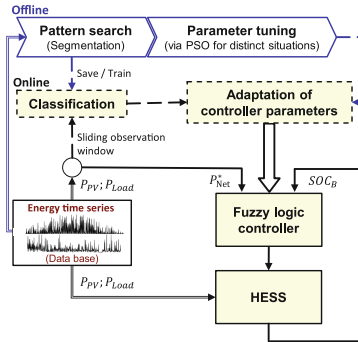 Offline
Pattern search
(Segmentation)
Parameter tuning
(via PSO for distinct situations)
Online
Save / Train
Classification
Adaptation of
controller parameters
Sliding observation
window
P_PV; P_Load
P*_Net
SOC_B
Energy time series
(Data base)
Fuzzy logic
controller
P_PV; P_Load
HESS